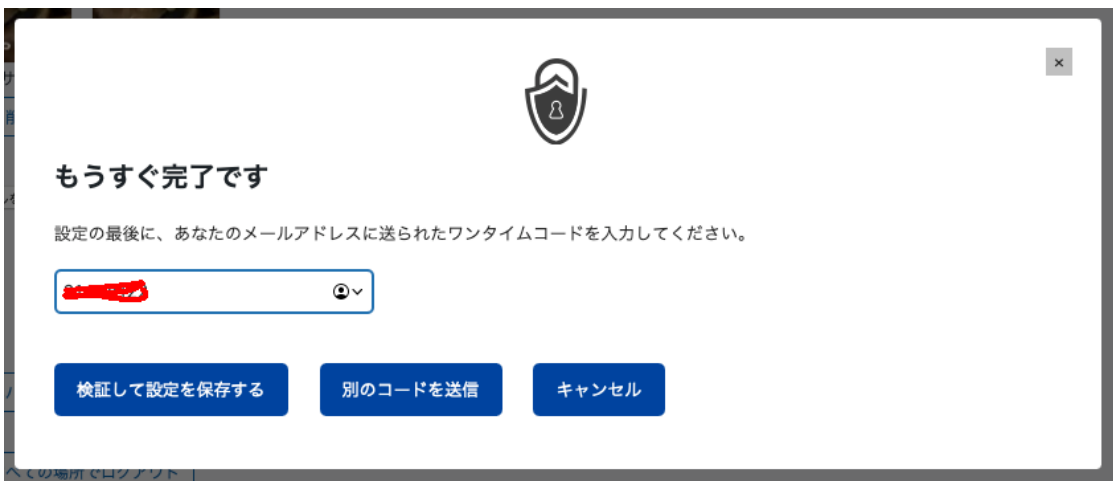 ×
もうすぐ完了です
設定の最後に、あなたのメールアドレスに送られたワンタイムコードを入力してください。
検証して設定を保存する
別のコードを送信
キャンセル
べての場所でログアウト